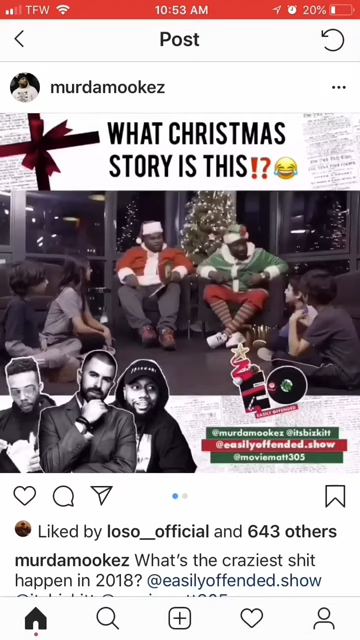 TFW
10:53 AM
20%
Post
murdamookez
WHAT CHRISTMAS
STORY IS THIS⁉️😂
EASILY OFFENDED
@murdamookez @itsbizkitt
@easilyoffended.show
@moviematt305
Liked by loso__official and 643 others
murdamookez What's the craziest shit
happen in 2018? @easilyoffended.show